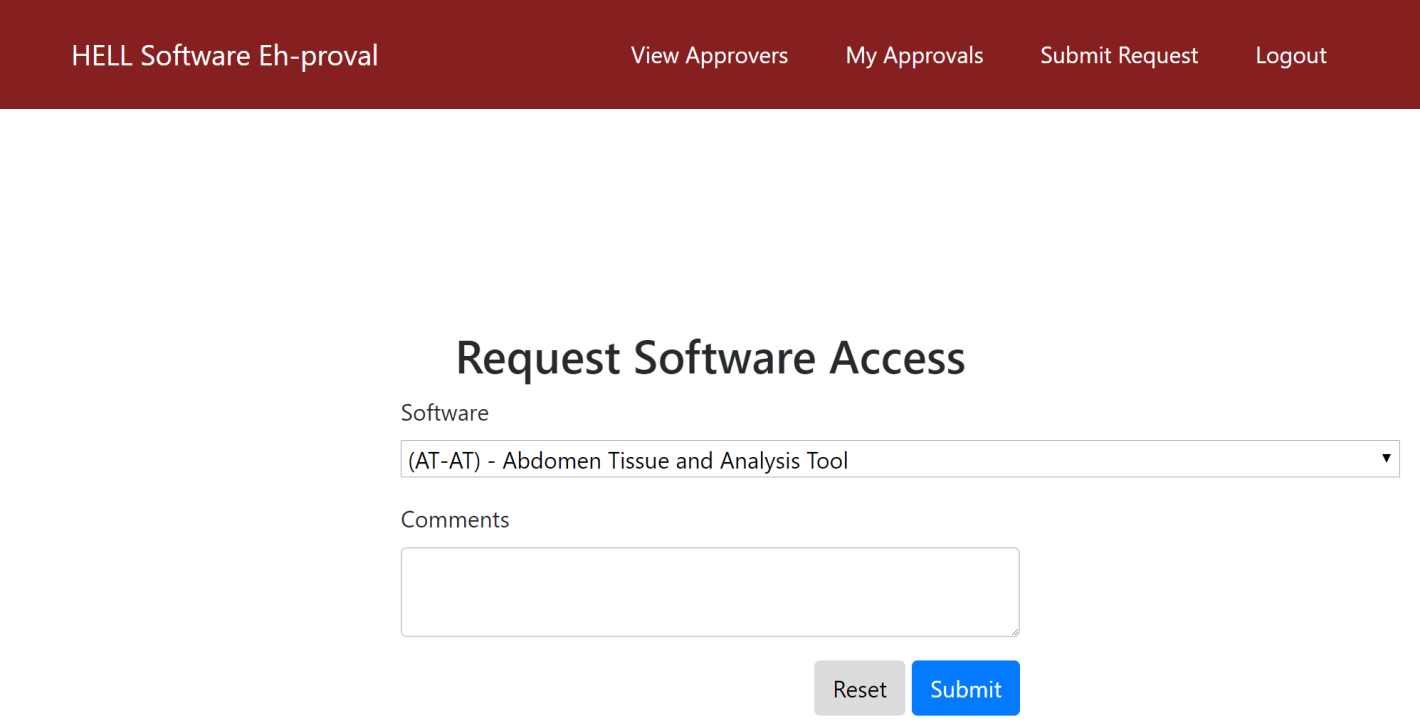 HELL Software Eh-proval View Approvers My Approvals Submit Request Logout
Request Software Access
Software
(AT-AT) - Abdomen Tissue and Analysis Tool
Comments
Reset Submit